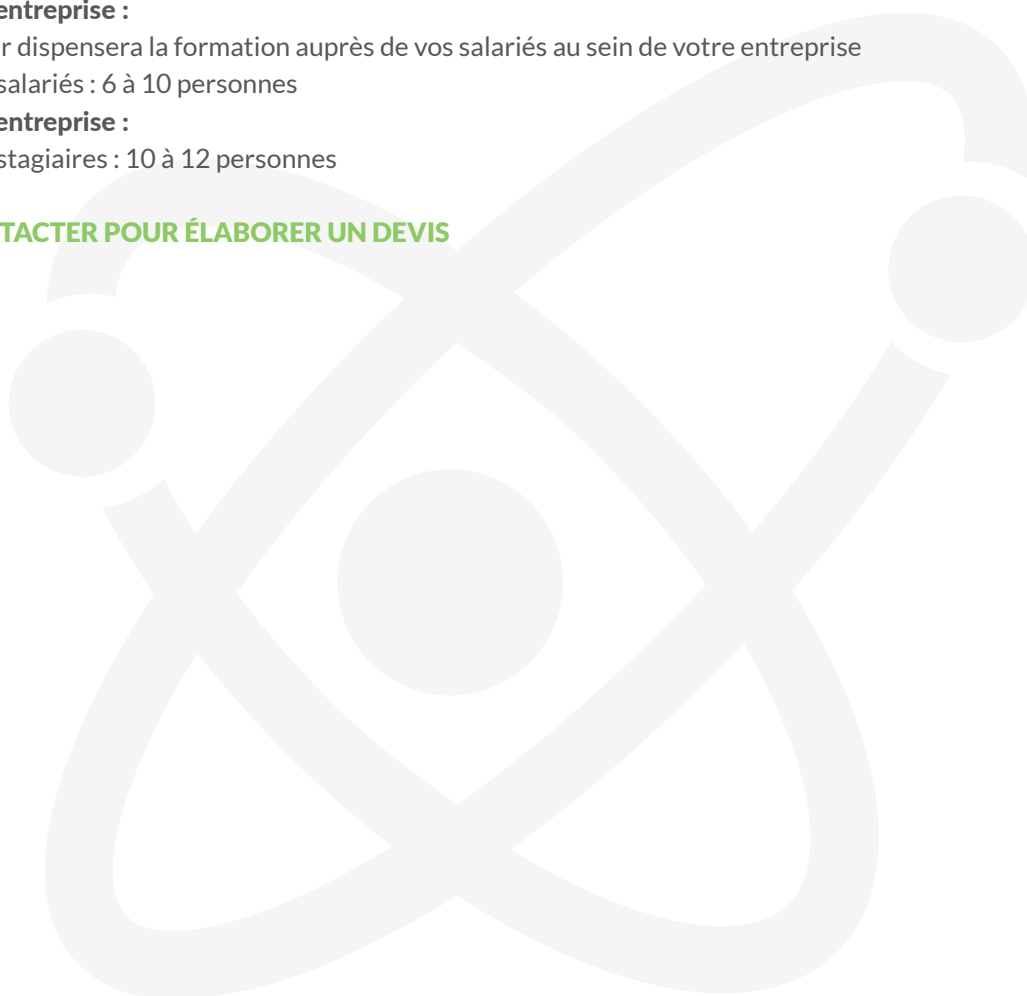 entreprise :
r dispensera la formation auprès de vos salariés au sein de votre entreprise
salariés : 6 à 10 personnes
entreprise :
stagiaires : 10 à 12 personnes
TACTER POUR ÉLABORER UN DEVIS